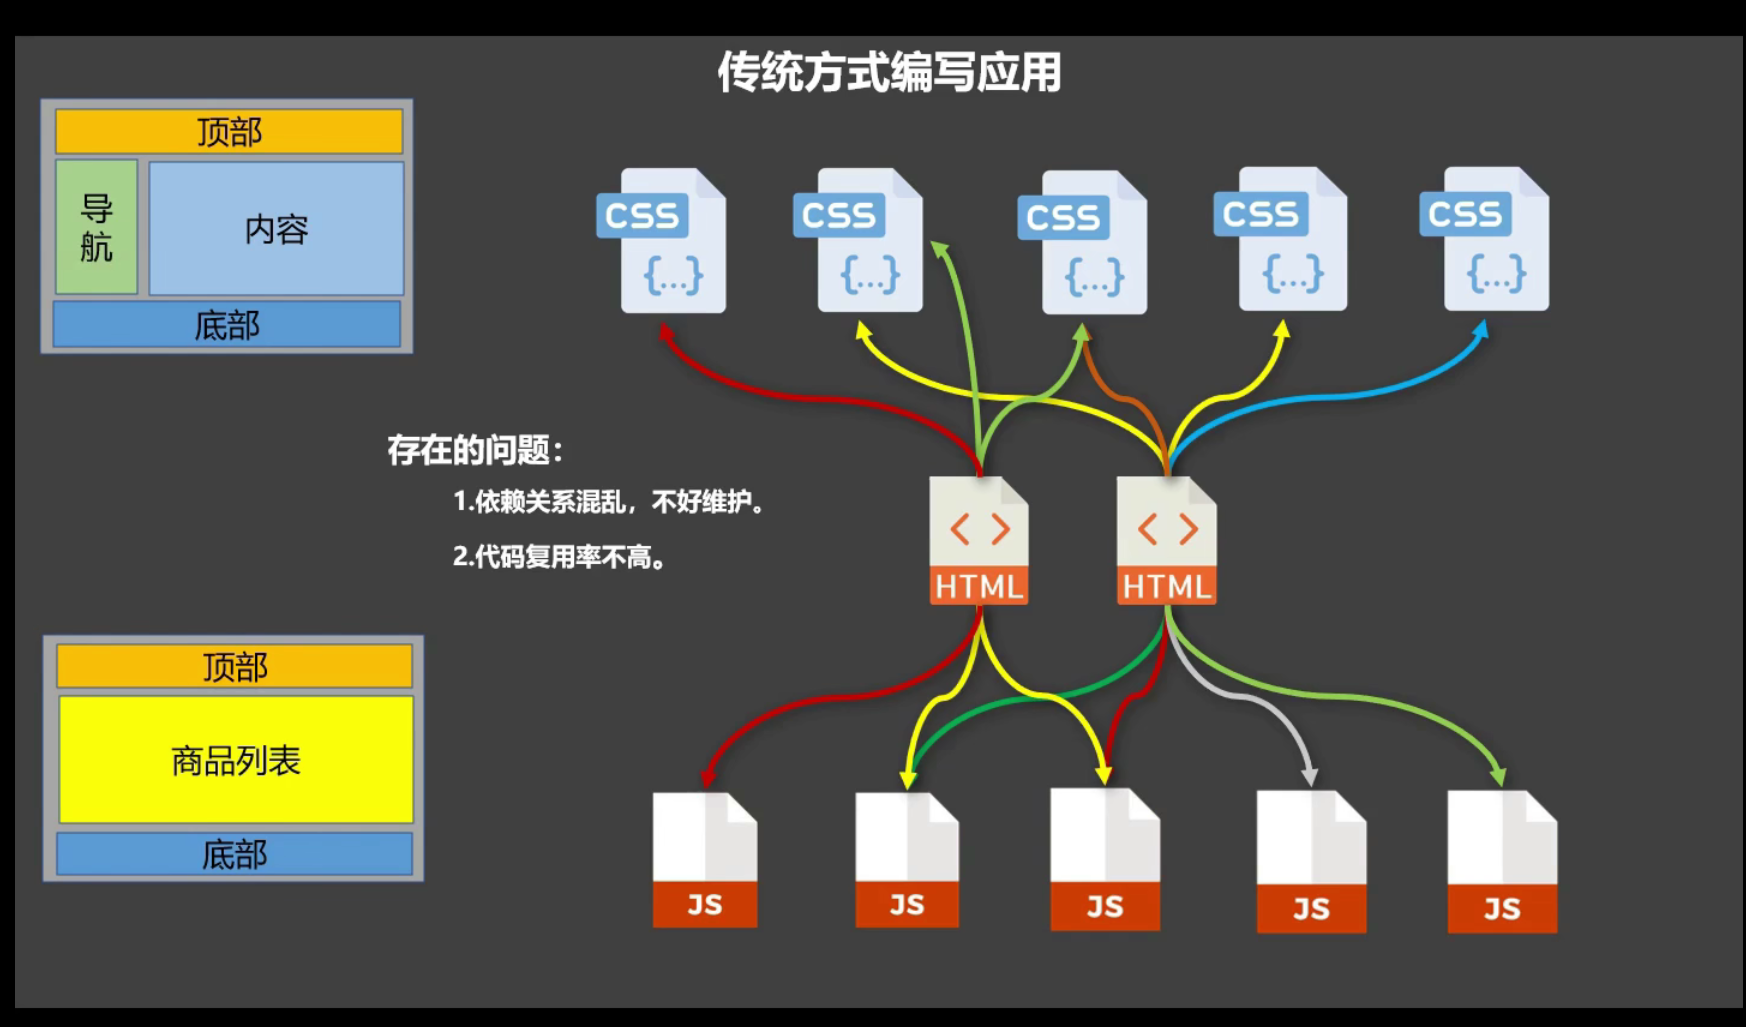 传统方式编写应用
顶部
导航
内容
底部
CSS
{...}
CSS
{...}
CSS
{...}
CSS
{...}
CSS
{...}
存在的问题：
1.依赖关系混乱，不好维护。
2.代码复用率不高。
< >
HTML
< >
HTML
顶部
商品列表
底部
JS
JS
JS
JS
JS